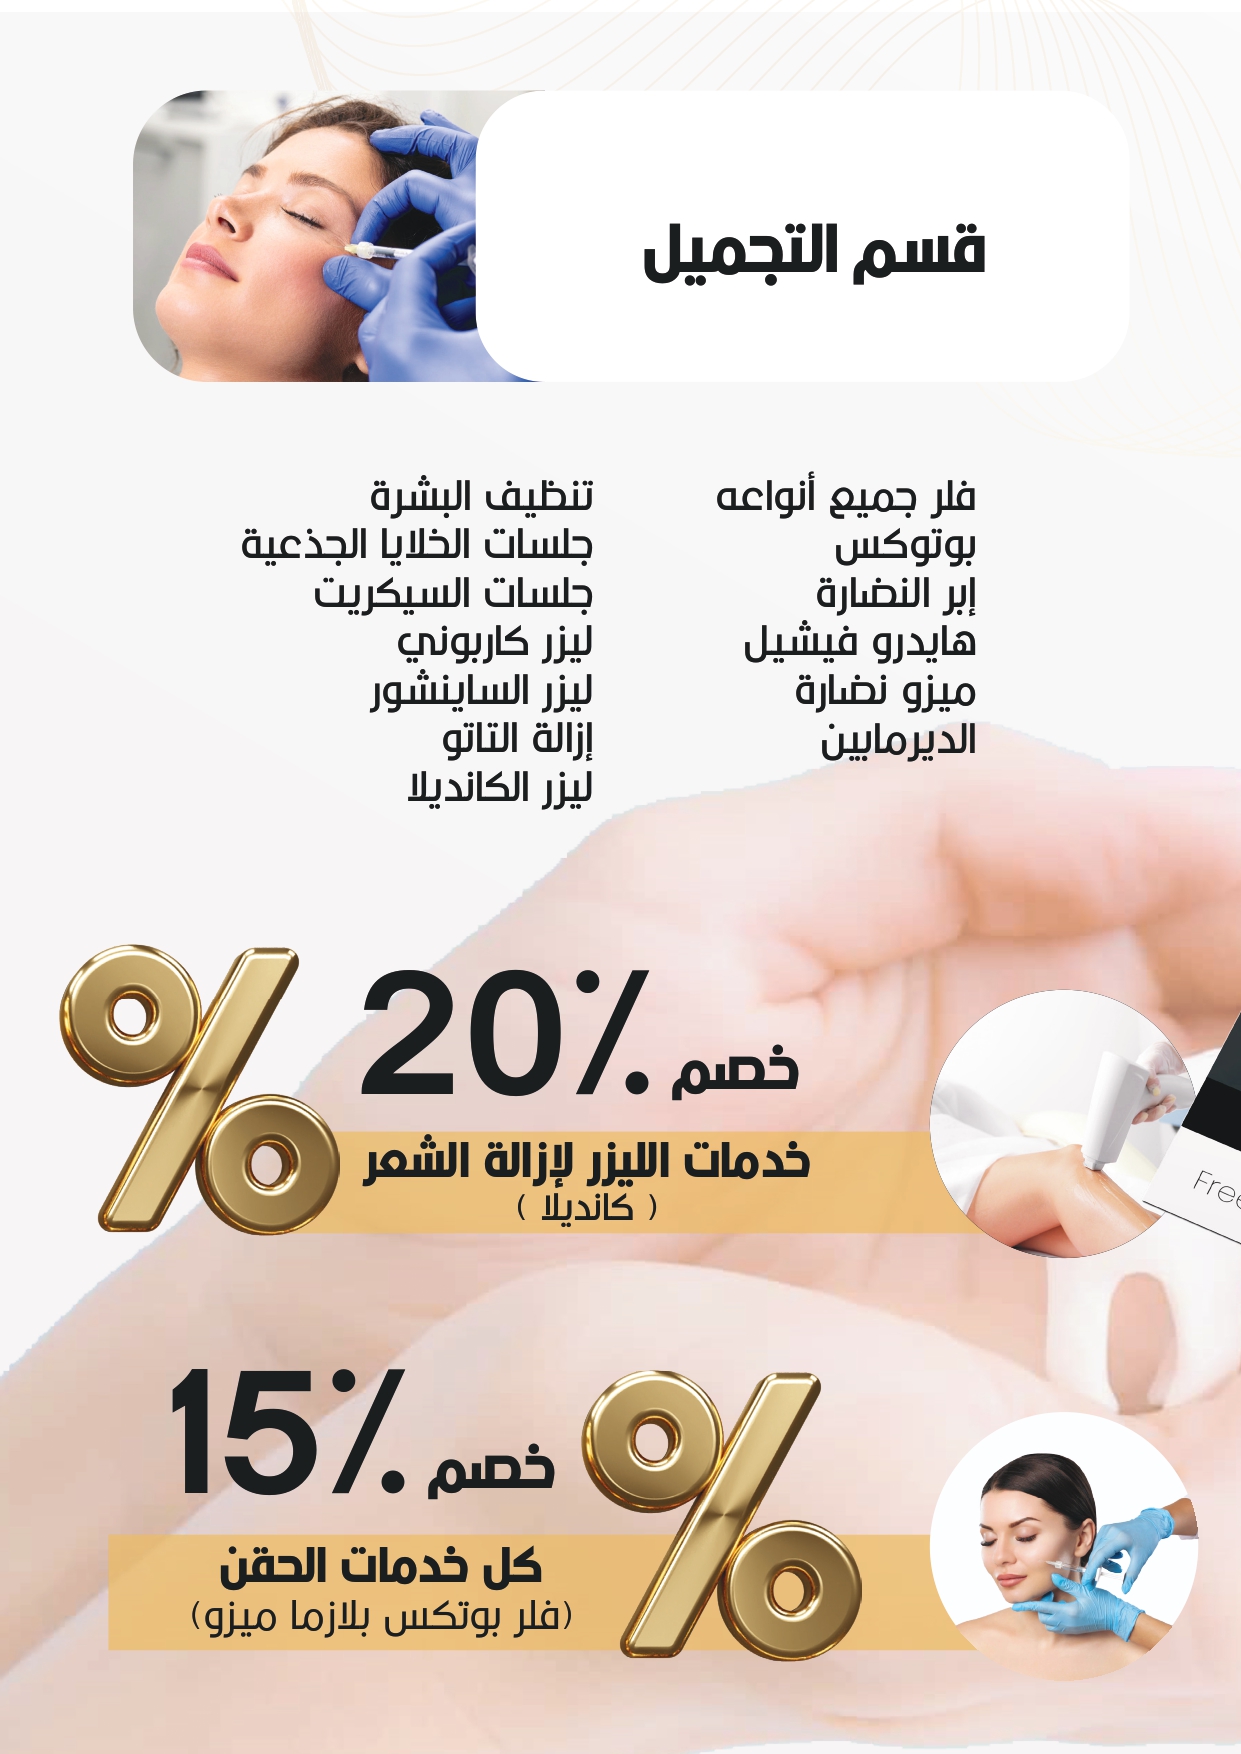 قسم التجميل
فلر جميع أنواعه
بوتوكس
إبر النضارة
هايدرو فيشيل
ميزو نضارة
الديرمابين
تنظيف البشرة
جلسات الخلايا الجذعية
جلسات السيكريت
ليزر كاربوني
ليزر الساينشور
إزالة التاتو
ليزر الكانديلا
%
خصم 20٪
خدمات الليزر لإزالة الشعر
( كانديلا )
Free
%
خصم 15٪
كل خدمات الحقن
(فلر بوتكس بلازما ميزو)